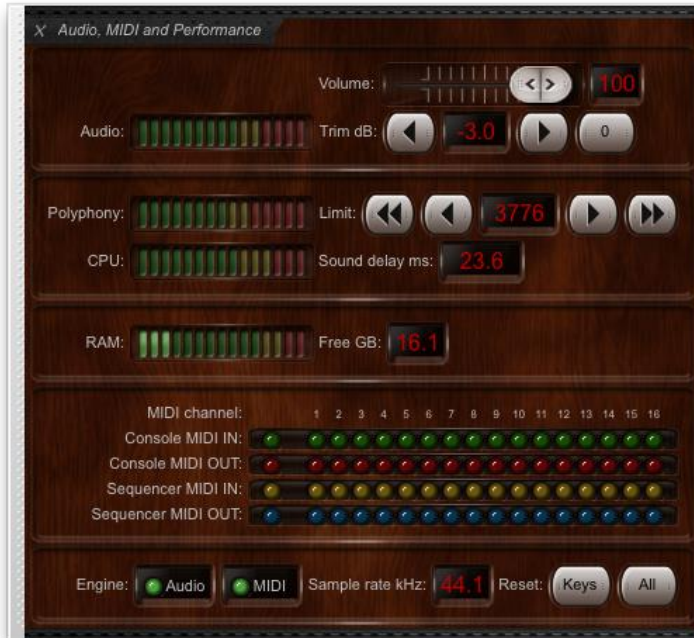 X Audio, MIDI and Performance
Volume: 100
Audio: Trim dB: -3.0 0
Polyphony: Limit: 3776
CPU: Sound delay ms: 23.6
RAM: Free GB: 16.1
MIDI channel: 1 2 3 4 5 6 7 8 9 10 11 12 13 14 15 16
Console MIDI IN:
Console MIDI OUT:
Sequencer MIDI IN:
Sequencer MIDI OUT:
Engine: Audio MIDI Sample rate kHz: 44.1 Reset: Keys All